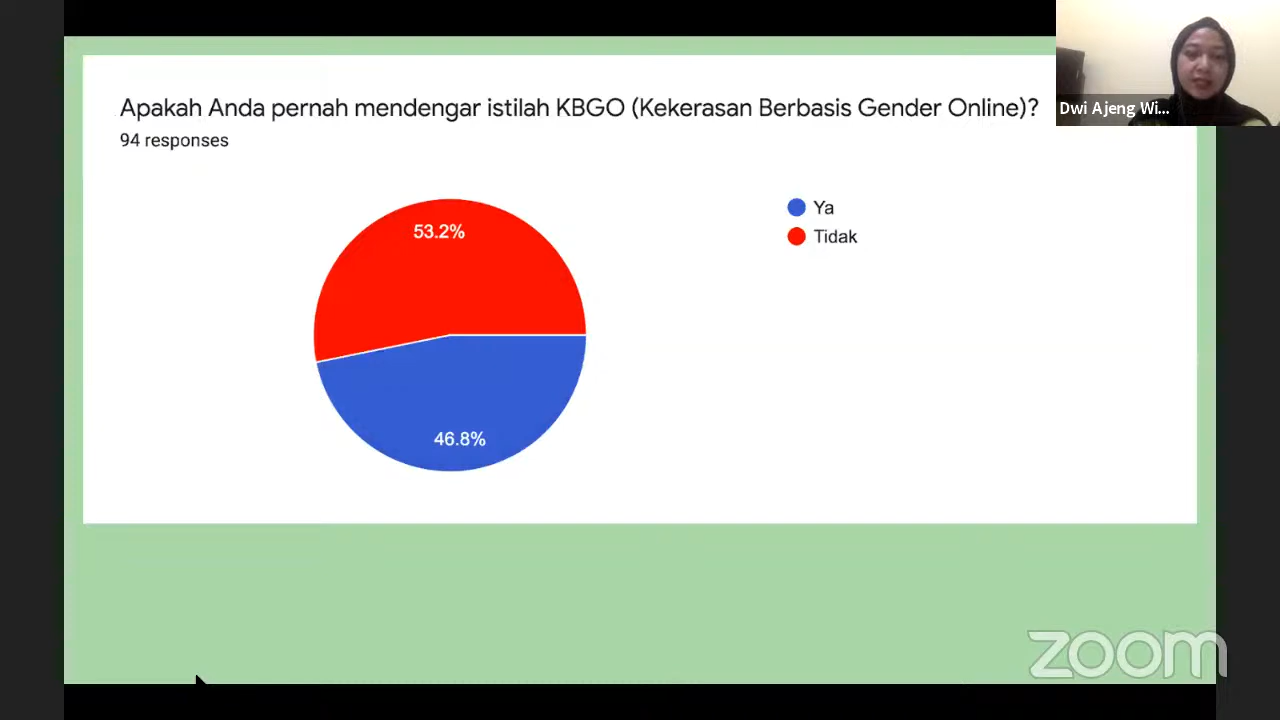 Apakah Anda pernah mendengar istilah KBGO (Kekerasan Berbasis Gender Online)?
94 responses
Dwi Ajeng Wi...
53.2%
46.8%
Ya
Tidak
zoom